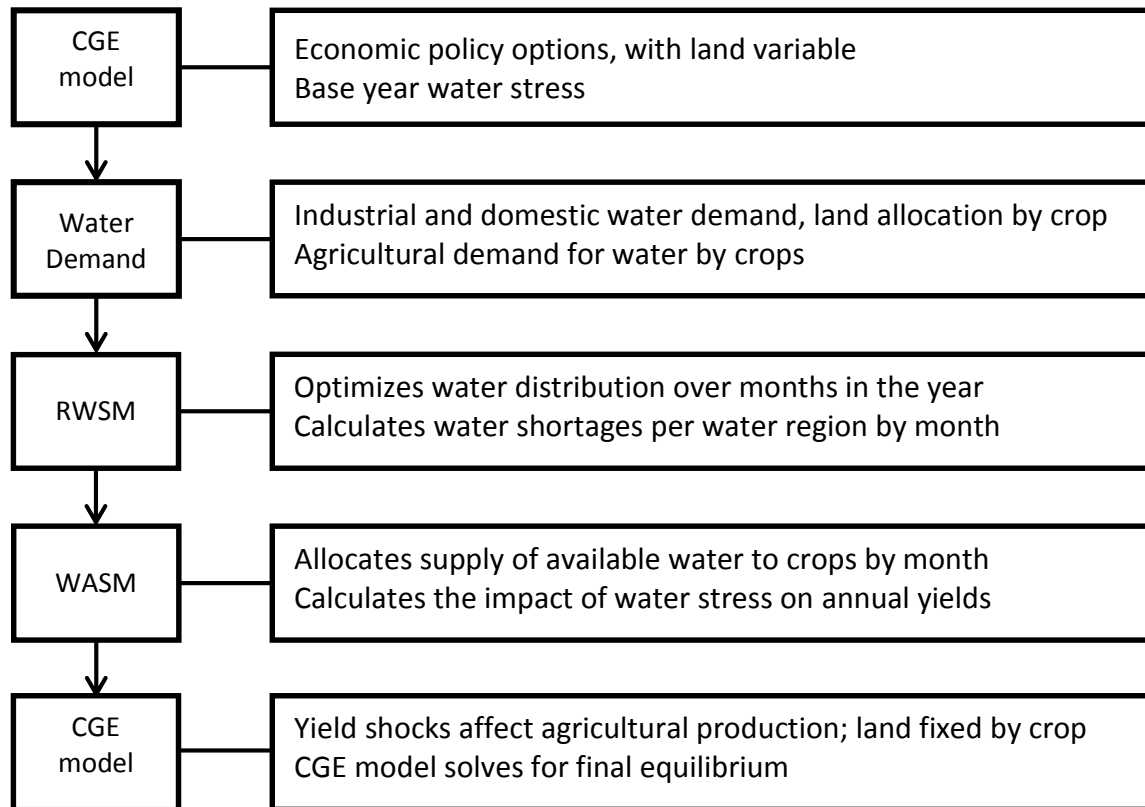 CGE
model
Economic policy options, with land variable
Base year water stress
Water
Demand
Industrial and domestic water demand, land allocation by crop
Agricultural demand for water by crops
RWSM
Optimizes water distribution over months in the year
Calculates water shortages per water region by month
WASM
Allocates supply of available water to crops by month
Calculates the impact of water stress on annual yields
CGE
model
Yield shocks affect agricultural production; land fixed by crop
CGE model solves for final equilibrium